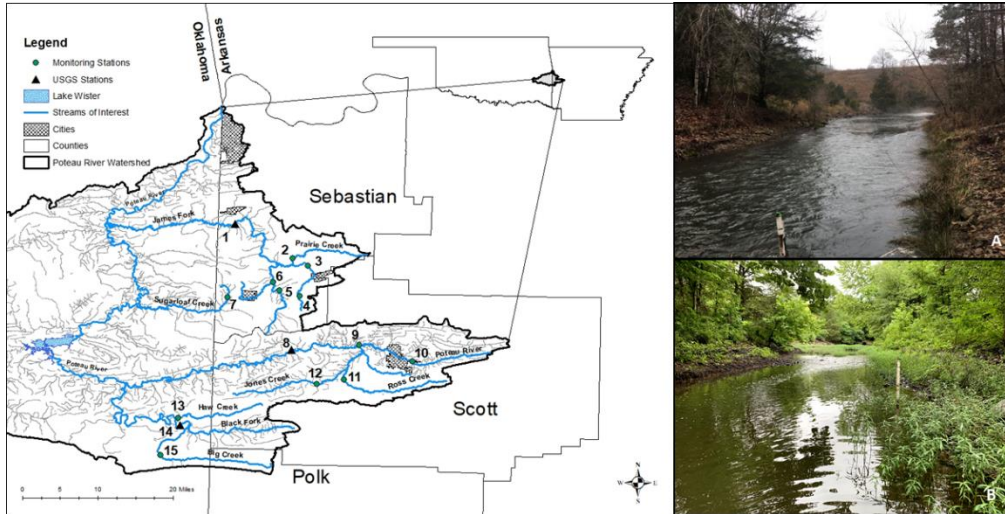 Legend
Monitoring Stations
USGS Stations
Lake Wister
Streams of Interest
Cities
Counties
Poteau River Watershed
Oklahoma
Arkansas
Poteau River
Sebastian
James Fork
1
2
Prairie Creek
3
6
5
4
7
Sugarloaf Creek
8
9
10
Poteau River
Poteau River
12
11
Jones Creek
Ross Creek
13
Haw Creek
14
Black Fork
Scott
15
Big Creek
Polk
0 5 10 20 Miles
N
W E
S
A
B